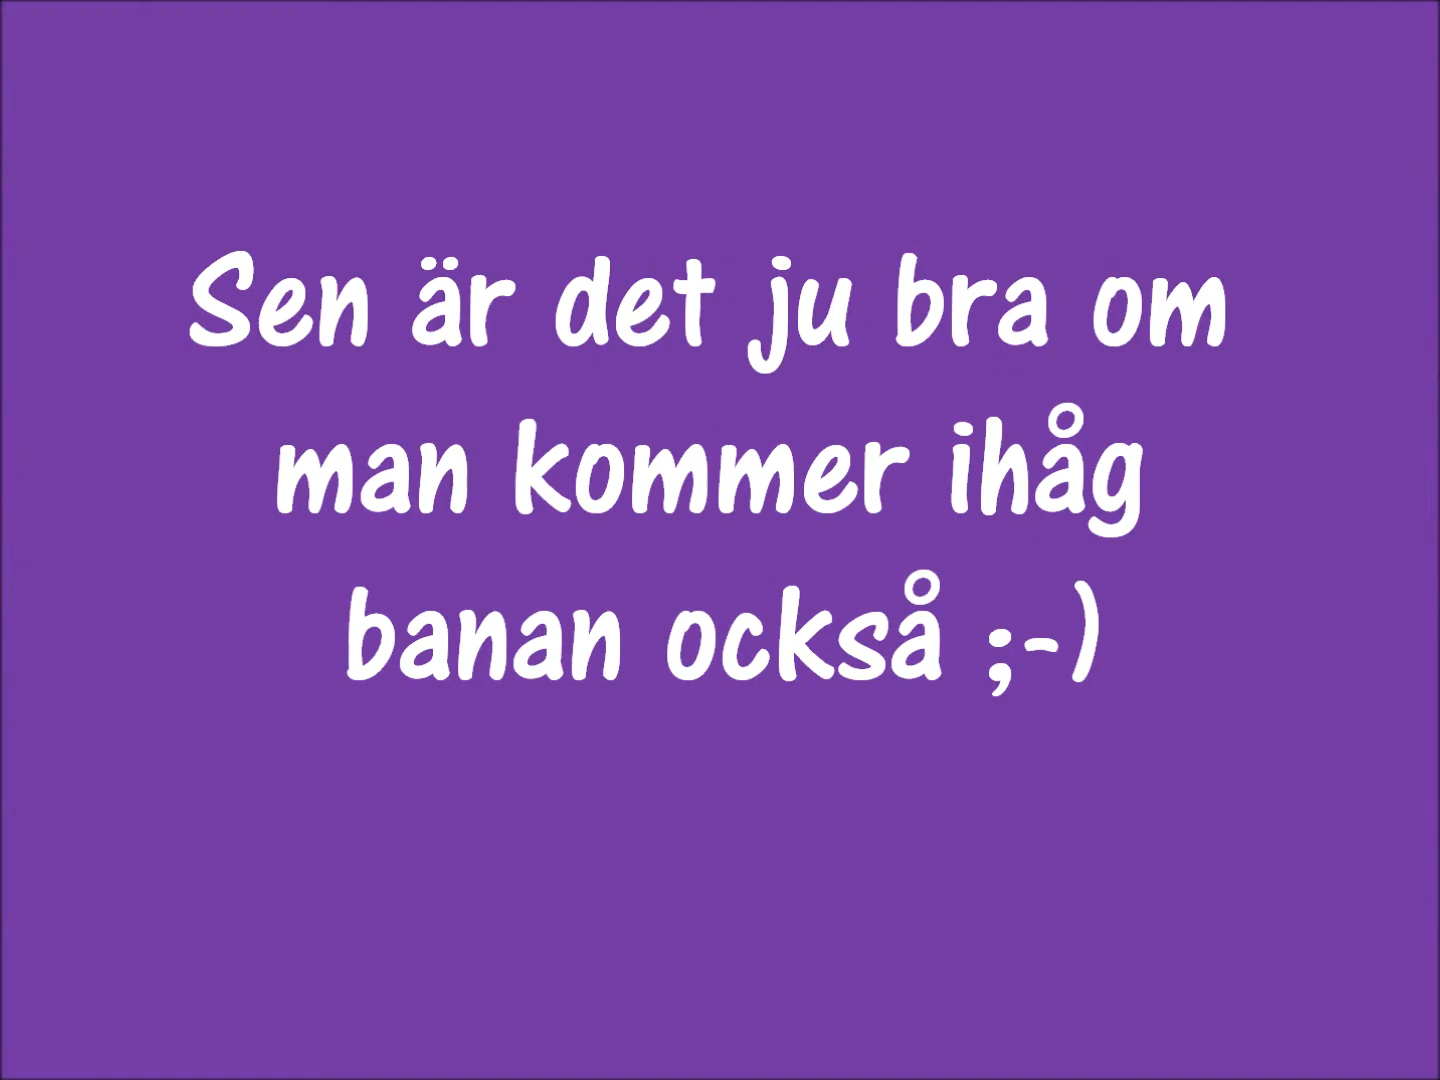 Sen är det ju bra om
man kommer ihåg
banan också ;-)